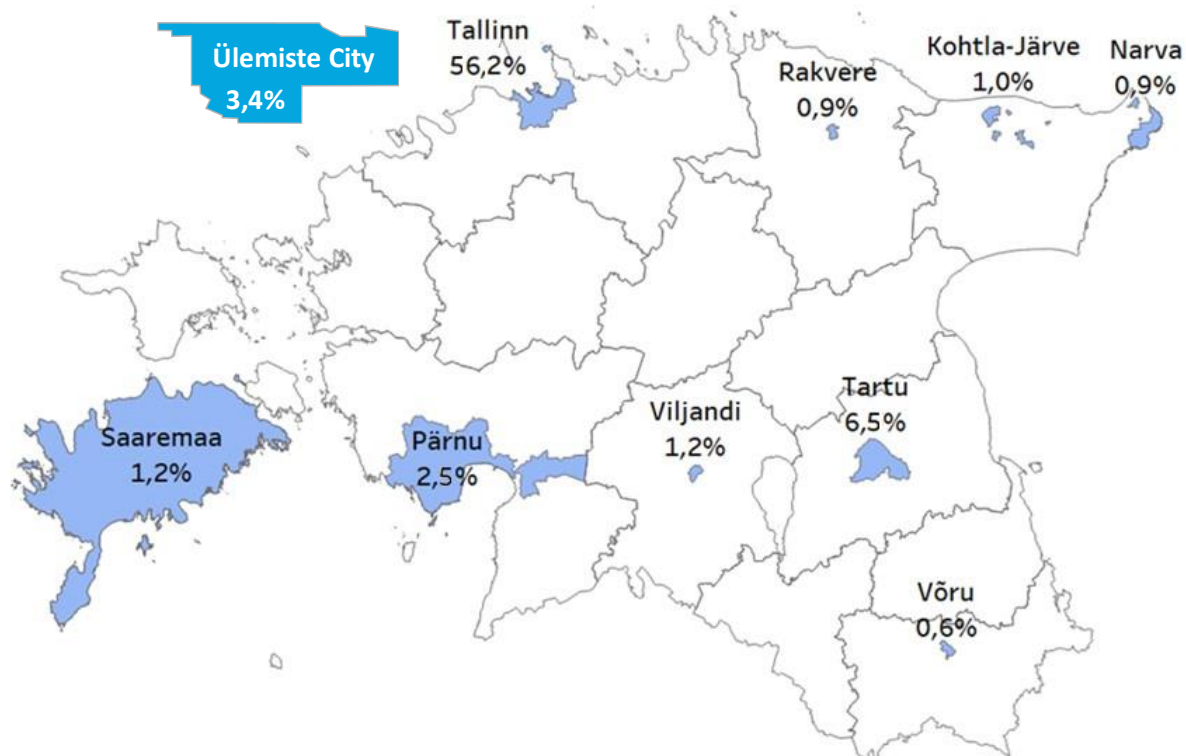 Ülemiste City
3,4%
Tallinn
56,2%
Rakvere
0,9%
Kohtla-Järve
1,0%
Narva
0,9%
Saaremaa
1,2%
Pärnu
2,5%
Viljandi
1,2%
Tartu
6,5%
Võru
0,6%